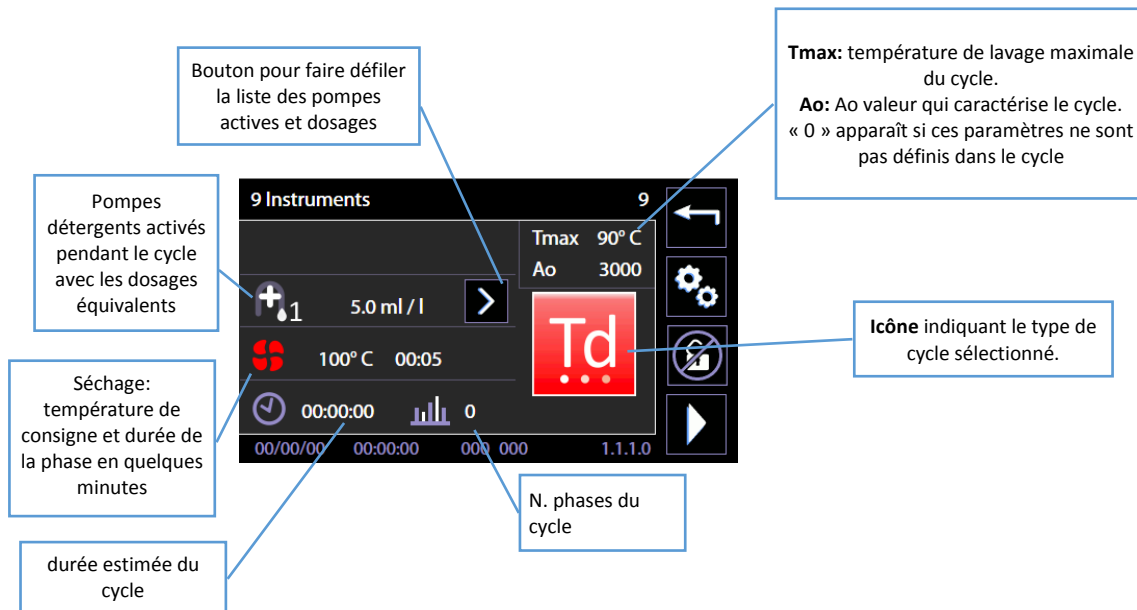 Bouton pour faire défiler
la liste des pompes
actives et dosages
Tmax: température de lavage maximale
du cycle.
Ao: Ao valeur qui caractérise le cycle.
« 0 » apparaît si ces paramètres ne sont
pas définis dans le cycle
Pompes
détergents activés
pendant le cycle
avec les dosages
équivalents
9 Instruments 9
Tmax 90° C
Ao 3000
1 5.0 ml / l
Td
100° C 00:05
00:00:00 0
00/00/00 00:00:00 000 000 1.1.1.0
Icône indiquant le type de
cycle sélectionné.
Séchage:
température de
consigne et durée de
la phase en quelques
minutes
N. phases du
cycle
durée estimée du
cycle